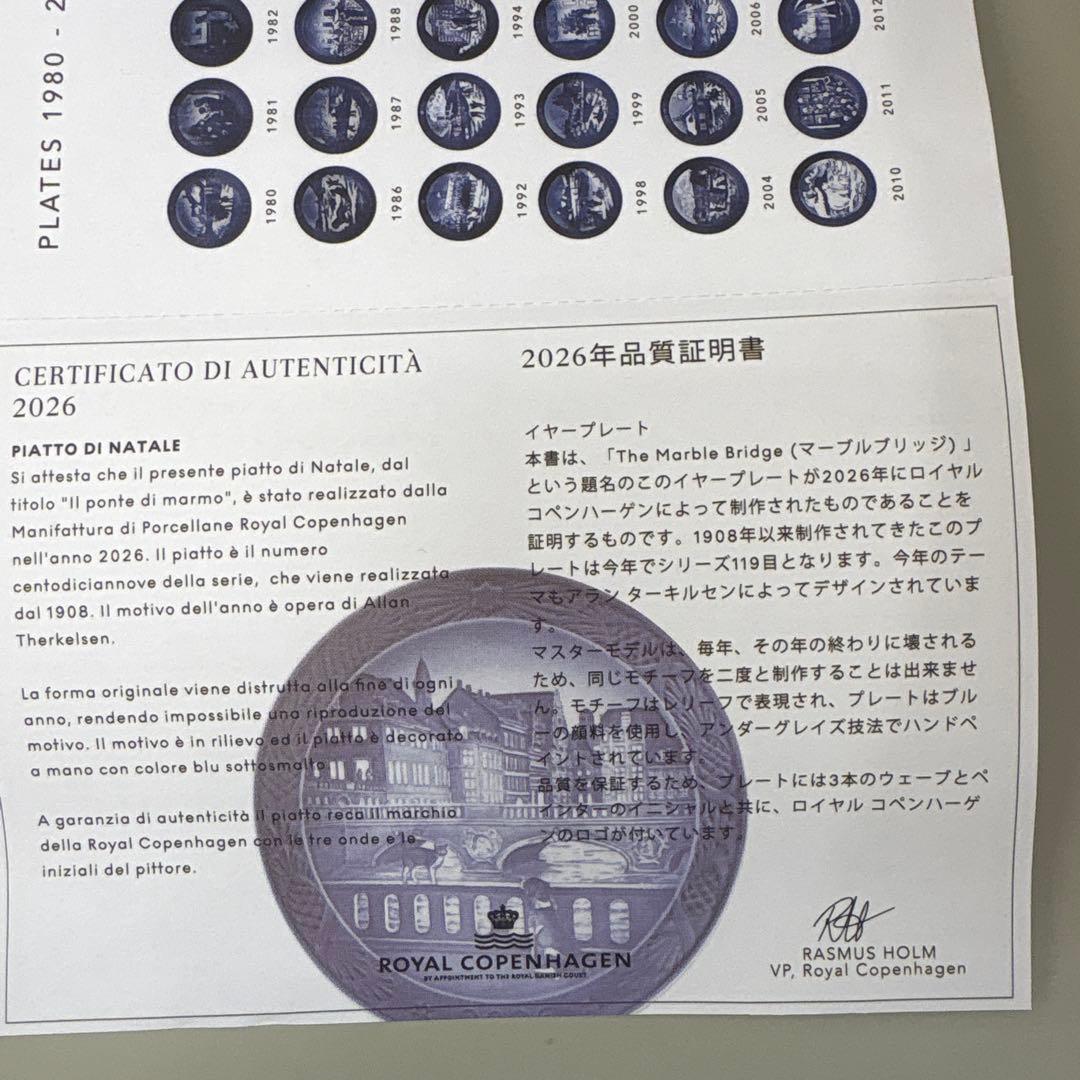 PLATES 1980 - 2
1982
1988
1994
2000
2006
2012
1981
1987
1993
1999
2005
2011
1980
1986
1992
1998
2004
2010
CERTIFICATO DI AUTENTICITÀ
2026
PIATTO DI NATALE
Si attesta che il presente piatto di Natale, dal
titolo "Il ponte di marmo", è stato realizzato dalla
Manifattura di Porcellane Royal Copenhagen
nell'anno 2026. Il piatto è il numero
centodiciannove della serie, che viene realizzata
dal 1908. Il motivo dell'anno è opera di Allan
Therkelsen.
La forma originale viene distrutta alla fine di ogni
anno, rendendo impossibile una riproduzione del
motivo. Il motivo è in rilievo ed il piatto è decorato
a mano con colore blu sottosmalto.
A garanzia di autenticità il piatto reca il marchio
della Royal Copenhagen con le tre onde e le
iniziali del pittore.
2026年品質証明書
イヤープレート
本書は、「The Marble Bridge (マーブルブリッジ) 」
という題名のこのイヤープレートが2026年にロイヤル
コペンハーゲンによって制作されたものであることを
証明するものです。1908年以来制作されてきたこのプ
レートは今年でシリーズ119目となります。今年のテー
マもアラン ターキルセンによってデザインされていま
す。
マスターモデルは、毎年、その年の終わりに壊される
ため、同じモチーフを二度と制作することは出来ませ
ん。モチーフはレリーフで表現され、プレートはブル
ーの顔料を使用し、アンダーグレイズ技法でハンドペ
イントされています。
品質を保証するため、プレートには3本のウェーブとペ
インターのイニシャルと共に、ロイヤル コペンハーゲ
ンのロゴが付いています。
ROYAL COPENHAGEN
BY APPOINTMENT TO THE ROYAL DANISH COURT
RASMUS HOLM
VP, Royal Copenhagen